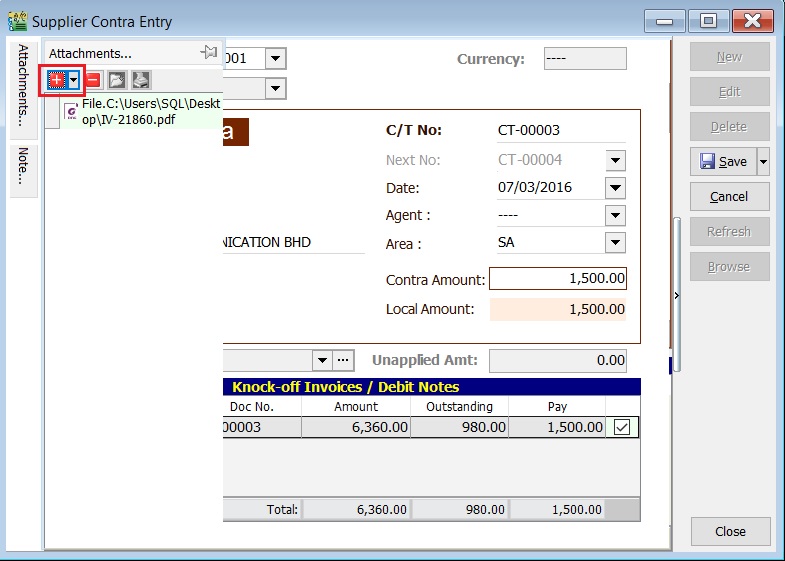 Supplier Contra Entry
Attachments...
Note...
Attachments...
File.C:\Users\SQL\Deskt
op\IV-21860.pdf
001
Currency: ----
a
C/T No: CT-00003
Next No: CT-00004
Date: 07/03/2016
Agent : ----
NICATION BHD
Area : SA
Contra Amount: 1,500.00
Local Amount: 1,500.00
Unapplied Amt: 0.00
Knock-off Invoices / Debit Notes
Doc No. Amount Outstanding Pay
00003 6,360.00 980.00 1,500.00
Total: 6,360.00 980.00 1,500.00
New
Edit
Delete
Save
Cancel
Refresh
Browse
Close